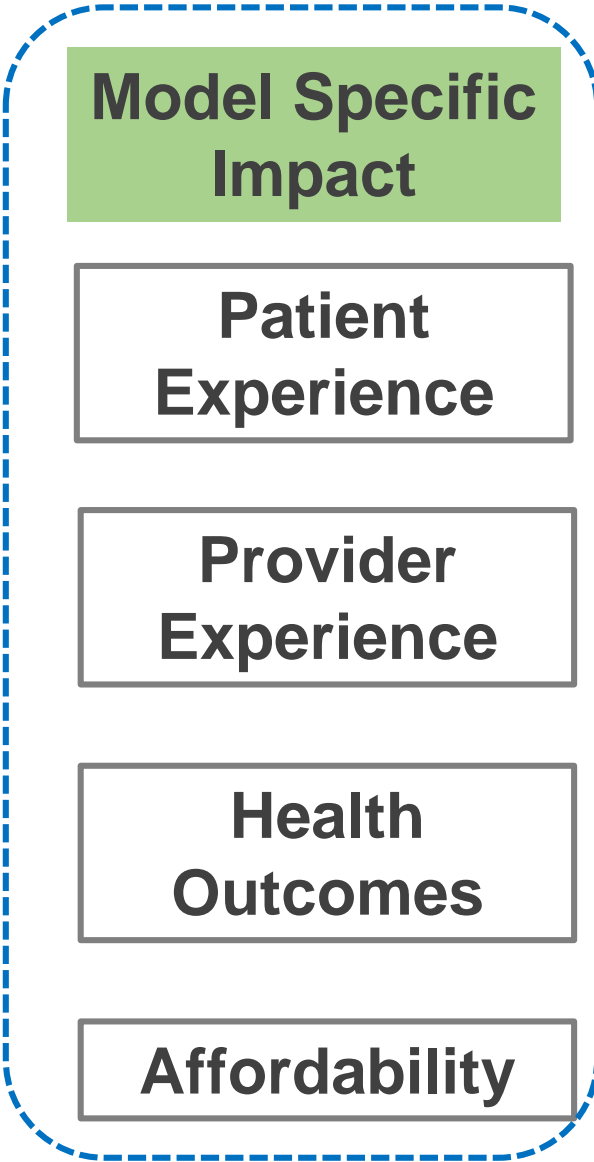 Model Specific
Impact
Patient
Experience
Provider
Experience
Health
Outcomes
Affordability